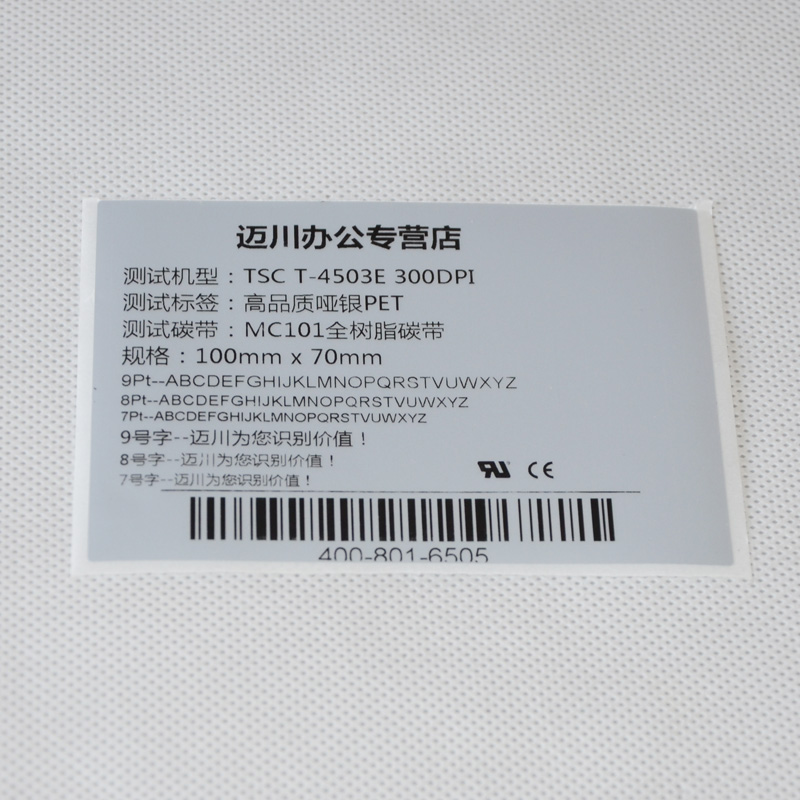 迈川办公专营店
测试机型：TSC T-4503E 300DPI
测试标签：高品质哑银PET
测试碳带：MC101全树脂碳带
规格：100mm x 70mm
9Pt--ABCDEFGHIJKLMNOPQRSTVUWXYZ
8Pt--ABCDEFGHIJKLMNOPQRSTVUWXYZ
7Pt--ABCDEFGHIJKLMNOPQRSTVUWXYZ
9号字--迈川为您识别价值！
8号字--迈川为您识别价值！
7号字--迈川为您识别价值！
RU CE
400-801-6505